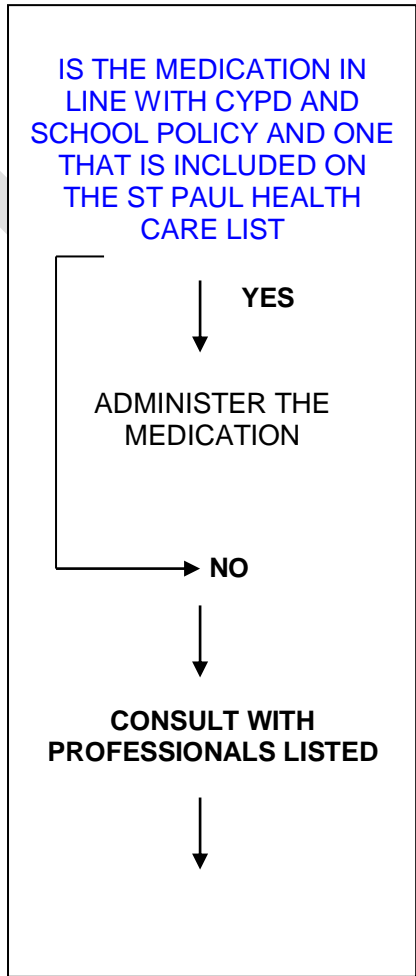 IS THE MEDICATION IN
LINE WITH CYPD AND
SCHOOL POLICY AND ONE
THAT IS INCLUDED ON
THE ST PAUL HEALTH
CARE LIST
YES
ADMINISTER THE
MEDICATION
NO
CONSULT WITH
PROFESSIONALS LISTED